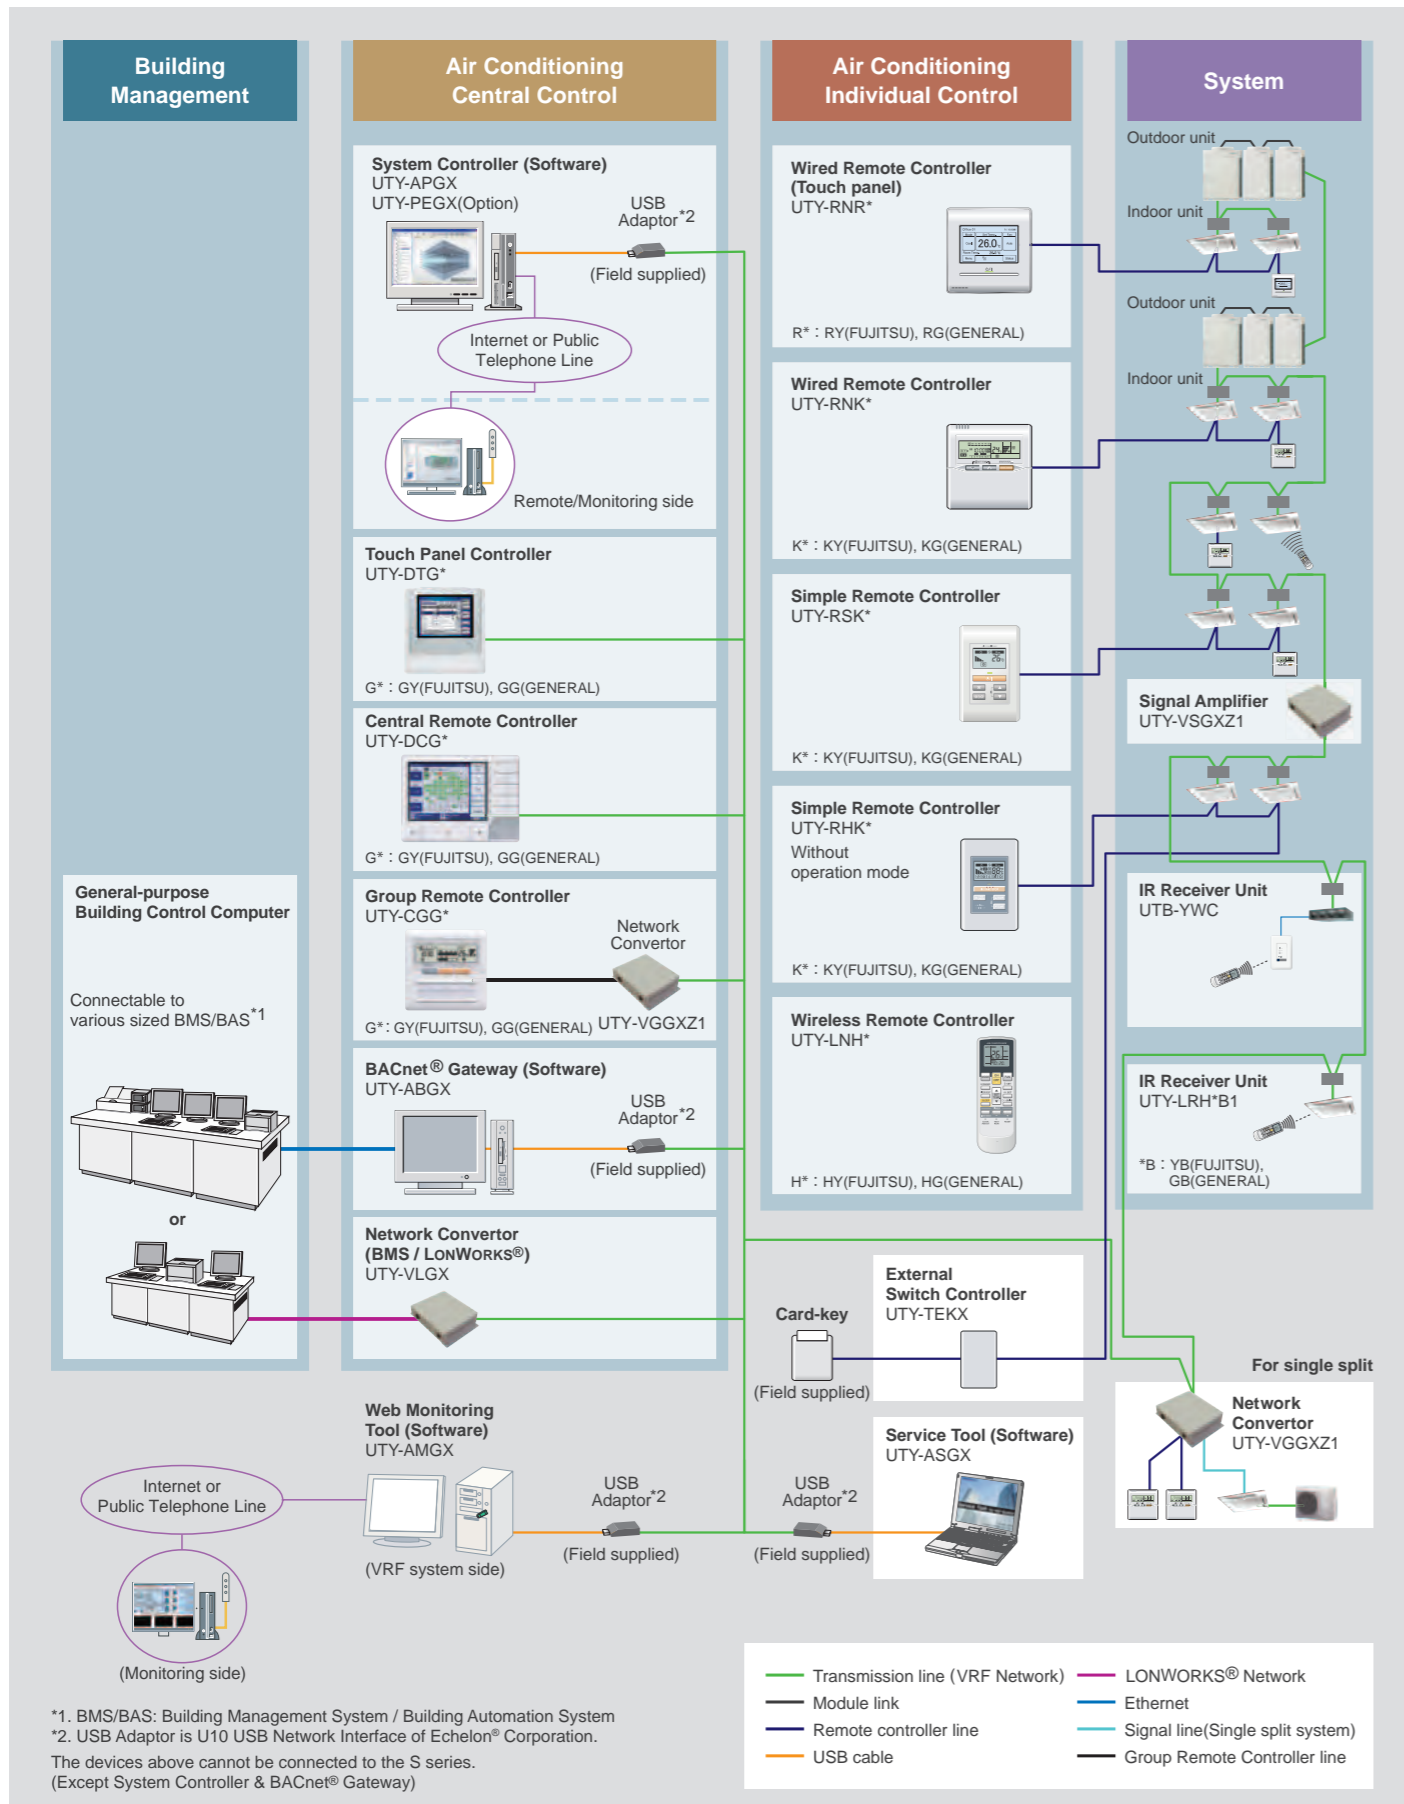 Building
Management
Air Conditioning
Central Control
Air Conditioning
Individual Control
System
System Controller (Software)
UTY-APGX
UTY-PEGX(Option)
USB
Adaptor*2
(Field supplied)
Internet or Public
Telephone Line
Remote/Monitoring side
Touch Panel Controller
UTY-DTG*
G* : GY(FUJITSU), GG(GENERAL)
Central Remote Controller
UTY-DCG*
G* : GY(FUJITSU), GG(GENERAL)
Group Remote Controller
UTY-CGG*
Network
Convertor
G* : GY(FUJITSU), GG(GENERAL)
UTY-VGGXZ1
BACnet® Gateway (Software)
UTY-ABGX
USB
Adaptor*2
(Field supplied)
Network Convertor
(BMS / LONWORKS®)
UTY-VLGX
General-purpose
Building Control Computer
Connectable to
various sized BMS/BAS*1
or
Wired Remote Controller
(Touch panel)
UTY-RNR*
26.0
R* : RY(FUJITSU), RG(GENERAL)
Wired Remote Controller
UTY-RNK*
K* : KY(FUJITSU), KG(GENERAL)
Simple Remote Controller
UTY-RSK*
K* : KY(FUJITSU), KG(GENERAL)
Simple Remote Controller
UTY-RHK*
Without
operation mode
K* : KY(FUJITSU), KG(GENERAL)
Wireless Remote Controller
UTY-LNH*
H* : HY(FUJITSU), HG(GENERAL)
Outdoor unit
Indoor unit
Outdoor unit
Indoor unit
Signal Amplifier
UTY-VSGXZ1
IR Receiver Unit
UTB-YWC
IR Receiver Unit
UTY-LRH*B1
*B : YB(FUJITSU),
GB(GENERAL)
External
Switch Controller
UTY-TEKX
Card-key
(Field supplied)
For single split
Network
Convertor
UTY-VGGXZ1
Web Monitoring
Tool (Software)
UTY-AMGX
(VRF system side)
USB
Adaptor*2
(Field supplied)
USB
Adaptor*2
(Field supplied)
Service Tool (Software)
UTY-ASGX
Internet or
Public Telephone Line
(Monitoring side)
Transmission line (VRF Network)
Module link
Remote controller line
USB cable
LONWORKS® Network
Ethernet
Signal line(Single split system)
Group Remote Controller line
*1. BMS/BAS: Building Management System / Building Automation System
*2. USB Adaptor is U10 USB Network Interface of Echelon® Corporation.
The devices above cannot be connected to the S series.
(Except System Controller & BACnet® Gateway)